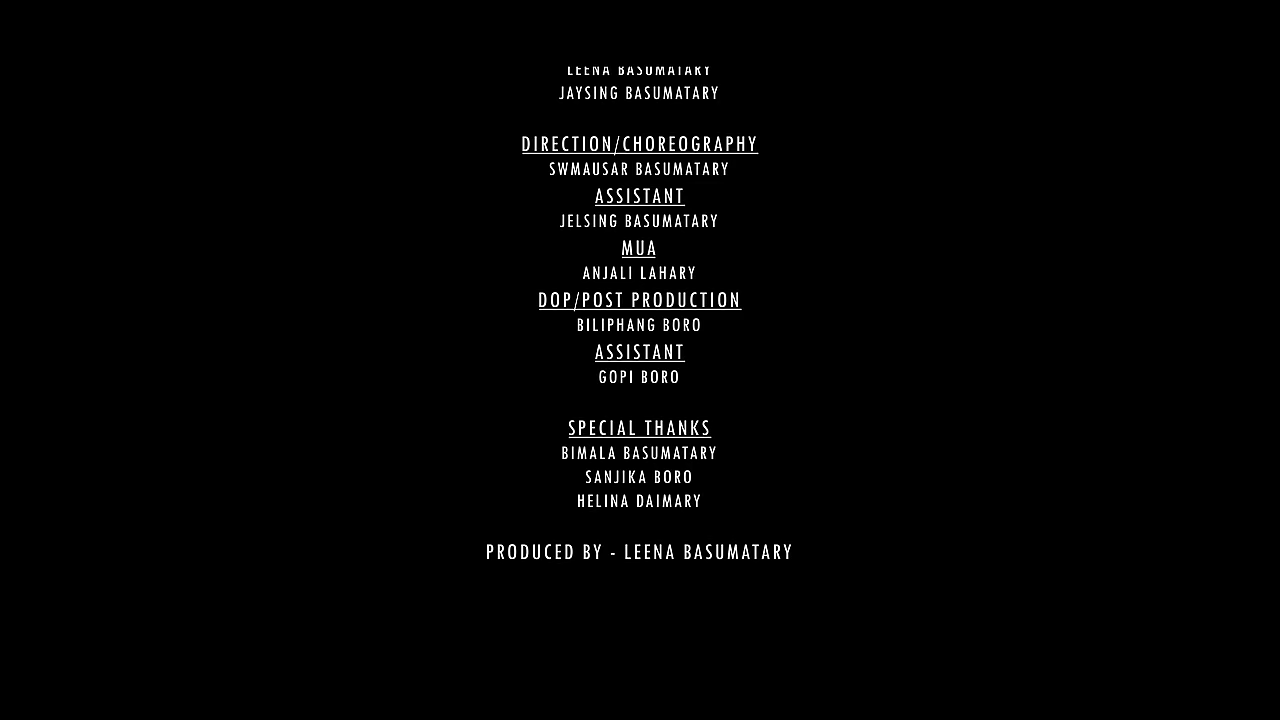 LEENA BASUMATARY
JAYSING BASUMATARY
DIRECTION/CHOREOGRAPHY
SWMAUSAR BASUMATARY
ASSISTANT
JELSING BASUMATARY
MUA
ANJALI LAHARY
DOP/POST PRODUCTION
BILIPHANG BORO
ASSISTANT
GOPI BORO
SPECIAL THANKS
BIMALA BASUMATARY
SANJIKA BORO
HELINA DAIMARY
PRODUCED BY - LEENA BASUMATARY